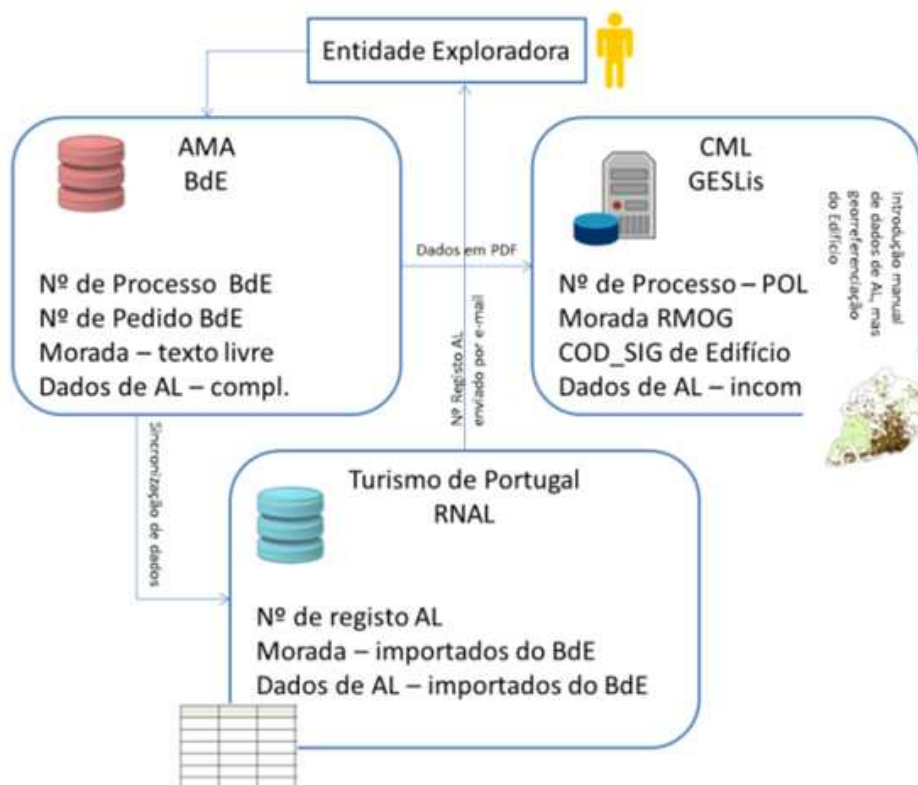 Entidade Exploradora
AMA
BdE
Nº de Processo BdE
Nº de Pedido BdE
Morada – texto livre
Dados de AL – compl.
Dados em PDF
CML
GESLis
Nº de Processo – POL
Morada RMOG
COD_SIG de Edifício
Dados de AL – incom
Introdução manual
de dados de AL, mas
georreferenciação
do Edifício
Nº Registo AL
enviado por e-mail
Sincronização de dados
Turismo de Portugal
RNAL
Nº de registo AL
Morada – importados do BdE
Dados de AL – importados do BdE